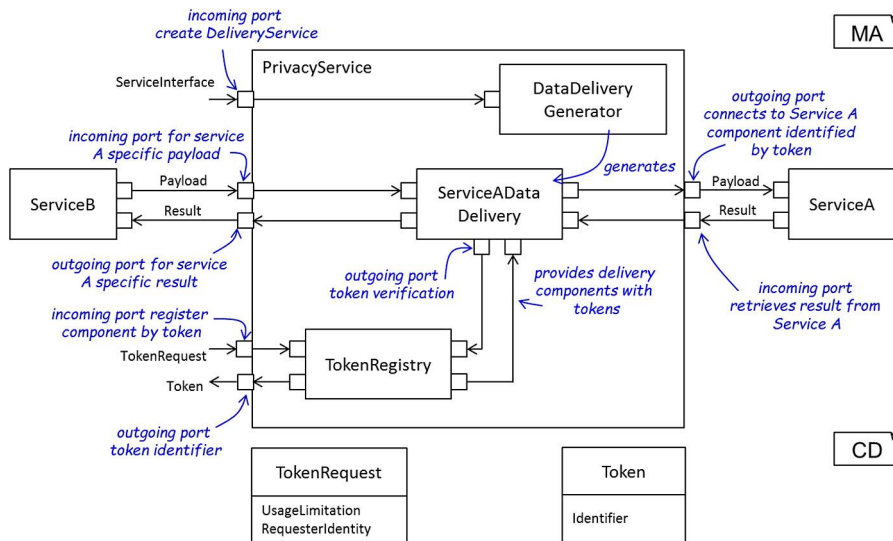 incoming port
create DeliveryService
MA
PrivacyService
ServiceInterface
DataDelivery
Generator
outgoing port
connects to Service A
component identified
by token
incoming port for service
A specific payload
generates
Payload
Payload
ServiceB
ServiceAData
Delivery
ServiceA
Result
Result
outgoing port for service
A specific result
outgoing port
token verification
provides delivery
components with
tokens
incoming port
retrieves result from
Service A
incoming port register
component by token
TokenRequest
TokenRegistry
Token
outgoing port
token identifier
CD
TokenRequest
UsageLimitation
RequesterIdentity
Token
Identifier